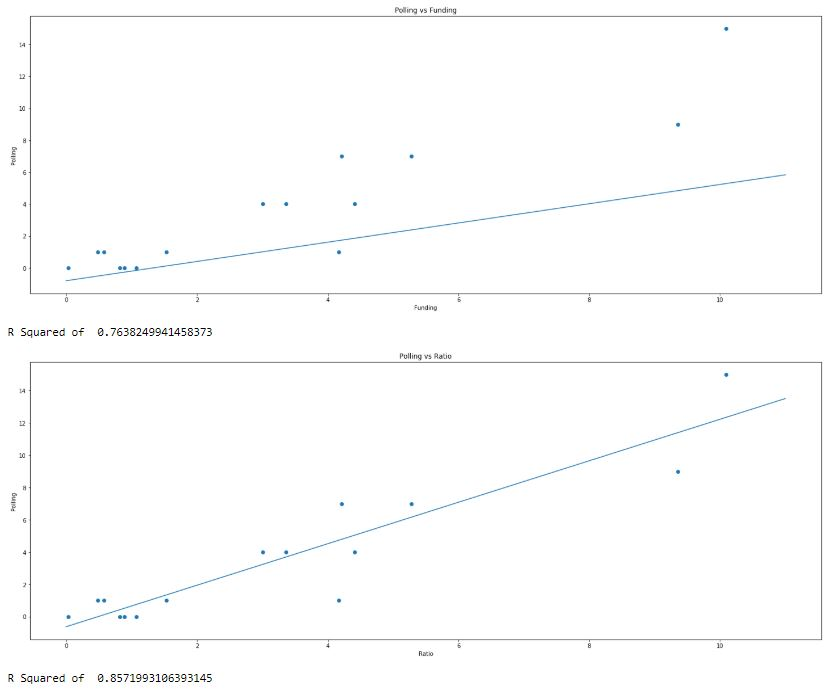 Polling vs Funding
14
12
10
8
6
4
2
0
Polling
0 2 4 6 8 10
Funding
R Squared of 0.7638249941458373
Polling vs Ratio
14
12
10
8
6
4
2
0
Polling
0 2 4 6 8 10
Ratio
R Squared of 0.8571993106393145